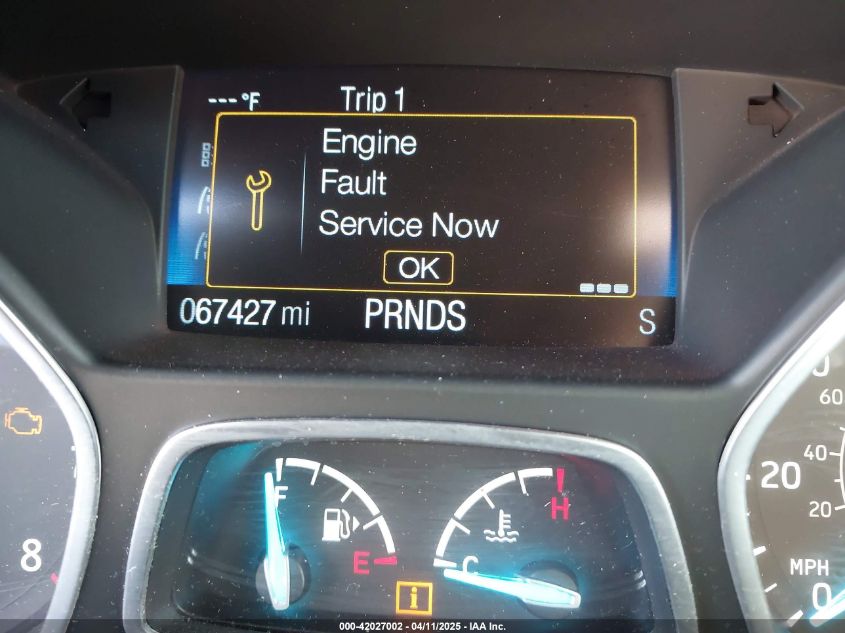 ---°F Trip 1
Engine
Fault
Service Now
OK
067427 mi PRNDS S
60
40
20
20
F
H
8
E
C
i
MPH
0
000-42027002 - 04/11/2025 - IAA Inc.